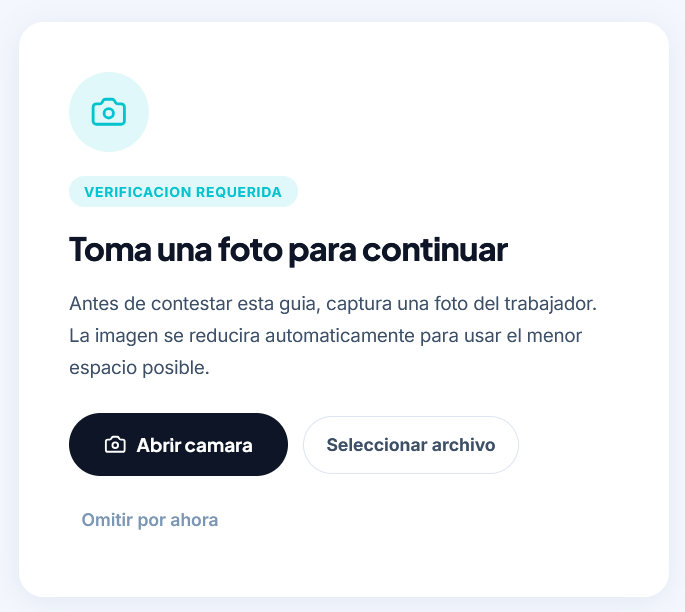 VERIFICACION REQUERIDA
Toma una foto para continuar
Antes de contestar esta guia, captura una foto del trabajador.
La imagen se reducira automaticamente para usar el menor
espacio posible.
Abrir camara
Seleccionar archivo
Omitir por ahora